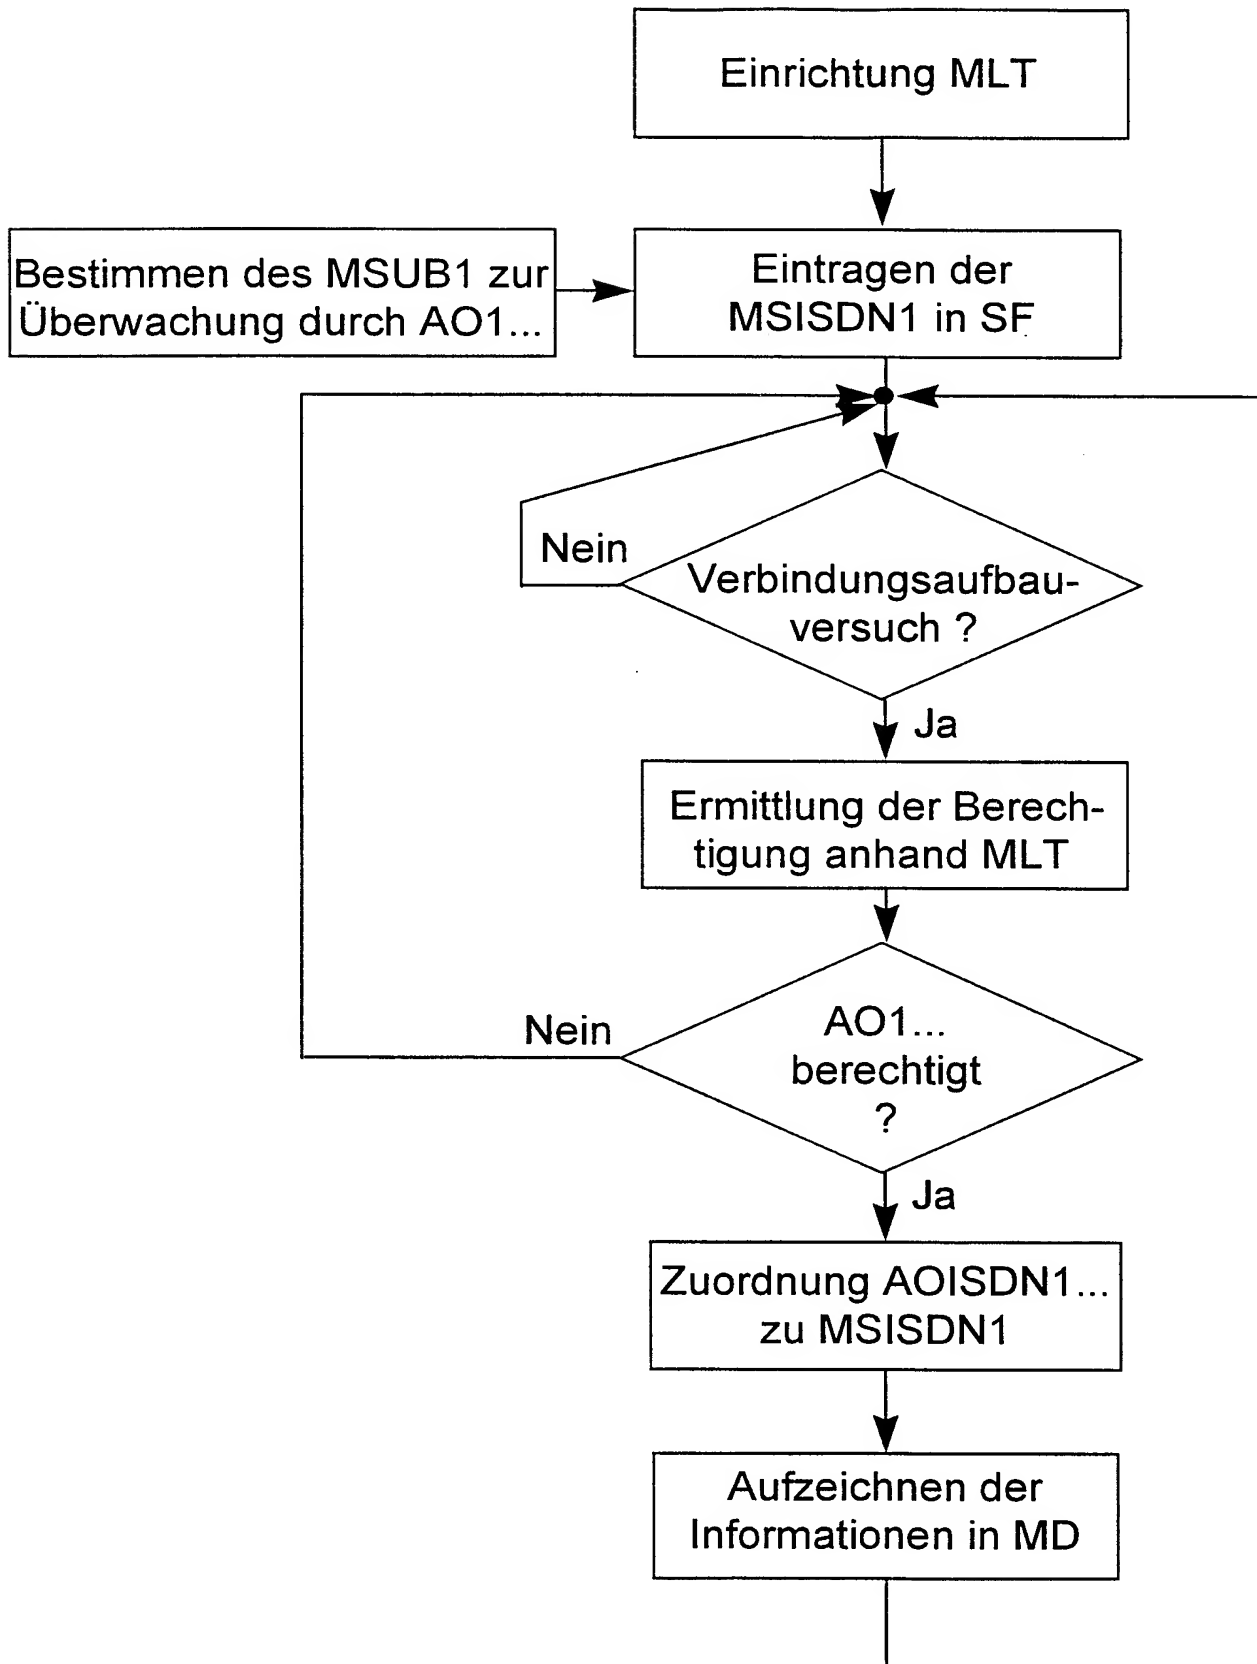 Einrichtung MLT
Bestimmen des MSUB1 zur
Überwachung durch AO1...
Eintragen der
MSISDN1 in SF
Nein
Verbindungsaufbau-
versuch ?
Ja
Ermittlung der Berech-
tigung anhand MLT
Nein
AO1...
berechtigt
?
Ja
Zuordnung AOISDN1...
zu MSISDN1
Aufzeichnen der
Informationen in MD